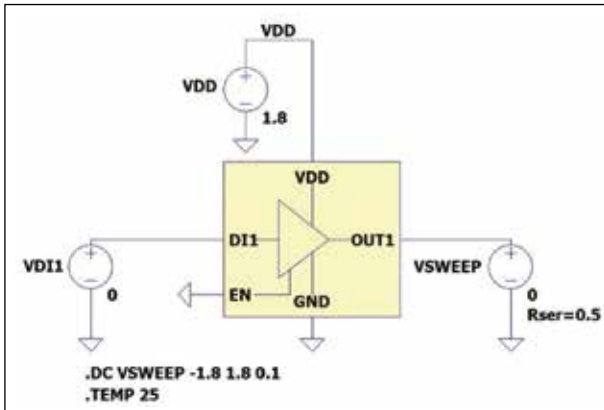 VDD
VDD
1.8
VDD
DI1
OUT1
VDI1
0
EN
GND
VSWEEP
0
Rser=0.5
.DC VSWEEP -1.8 1.8 0.1
.TEMP 25